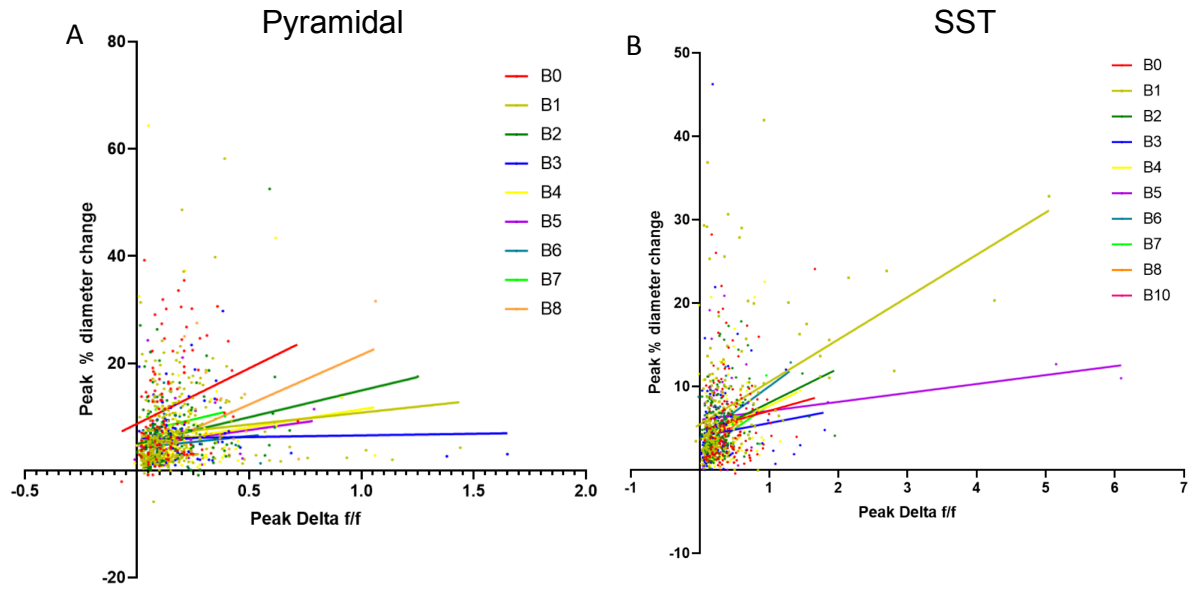 A
Pyramidal
80
60
40
20
-20
Peak % diameter change
-0.5
0.5
1.0
1.5
2.0
Peak Delta f/f
B0
B1
B2
B3
B4
B5
B6
B7
B8
B
SST
50
40
30
20
10
-10
Peak % diameter change
-1
1
2
3
4
5
6
7
Peak Delta f/f
B0
B1
B2
B3
B4
B5
B6
B7
B8
B10